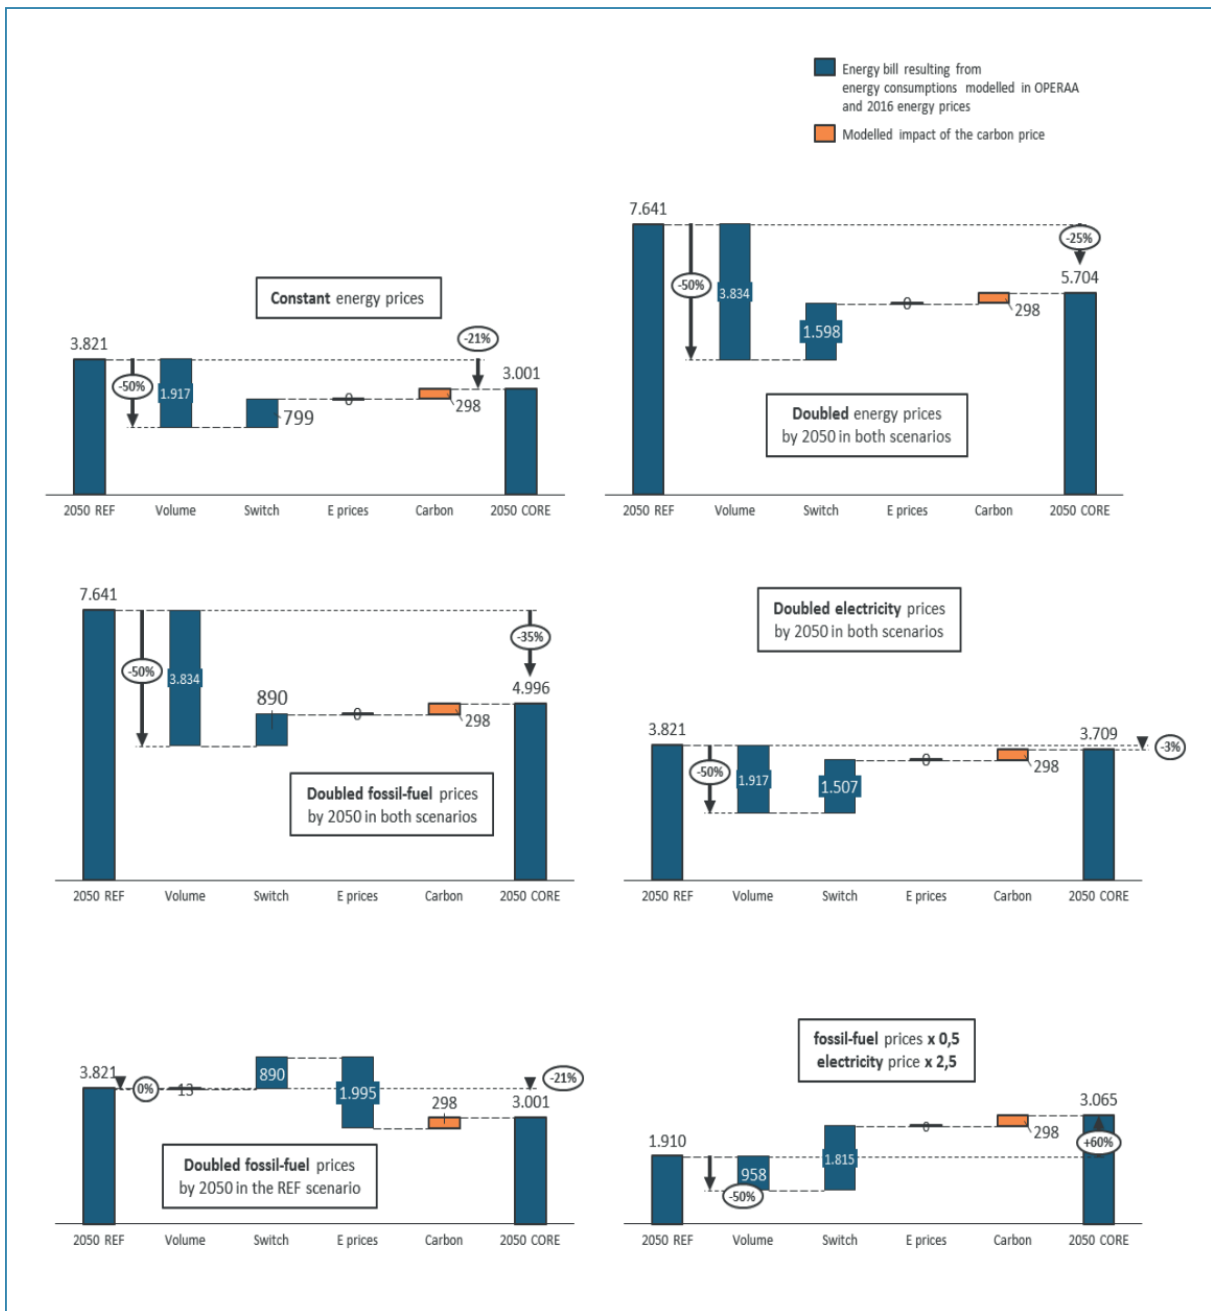 Energy bill resulting from
energy consumptions modelled in OPERAA
and 2016 energy prices
Modelled impact of the carbon price
Constant energy prices
3.821
-50%
1.917
799
0
298
-21%
3.001
2050 REF Volume Switch E prices Carbon 2050 CORE
7.641
-50%
3.834
1.598
0
298
-25%
5.704
Doubled energy prices
by 2050 in both scenarios
2050 REF Volume Switch E prices Carbon 2050 CORE
7.641
-50%
3.834
890
0
298
-35%
4.996
Doubled fossil-fuel prices
by 2050 in both scenarios
2050 REF Volume Switch E prices Carbon 2050 CORE
Doubled electricity prices
by 2050 in both scenarios
3.821
-50%
1.917
1.507
0
298
3.709
-3%
2050 REF Volume Switch E prices Carbon 2050 CORE
3.821
0%
13
890
1.995
298
3.001
-21%
Doubled fossil-fuel prices
by 2050 in the REF scenario
2050 REF Volume Switch E prices Carbon 2050 CORE
fossil-fuel prices x 0,5
electricity price x 2,5
1.910
-50%
958
1.815
0
298
3.065
+60%
2050 REF Volume Switch E prices Carbon 2050 CORE